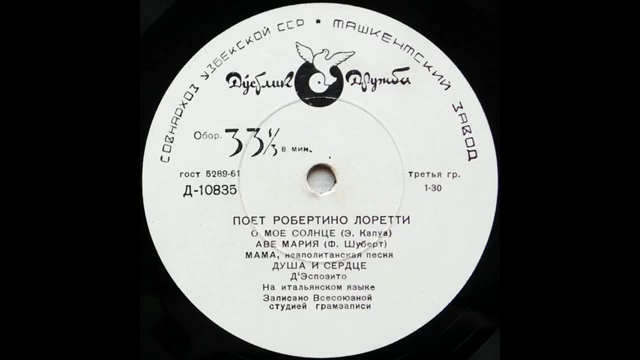 СОВНАРХОЗ УЗБЕКСКОЙ ССР * ТАШКЕНТСКИЙ ЗАВОД
Дўстлик Дружба
Обор. 33⅓ в мин.
гост 5289-61 Третья гр.
Д-10835 1-30
ПОЕТ РОБЕРТИНО ЛОРЕТТИ
О МОЕ СОЛНЦЕ (Э. Капуа)
АВЕ МАРИЯ (Ф. Шуберт)
МАМА, неаполитанская песня
ДУША И СЕРДЦЕ
Д'Эспозито
На итальянском языке
Записано Всесоюзной
студией грамзаписи